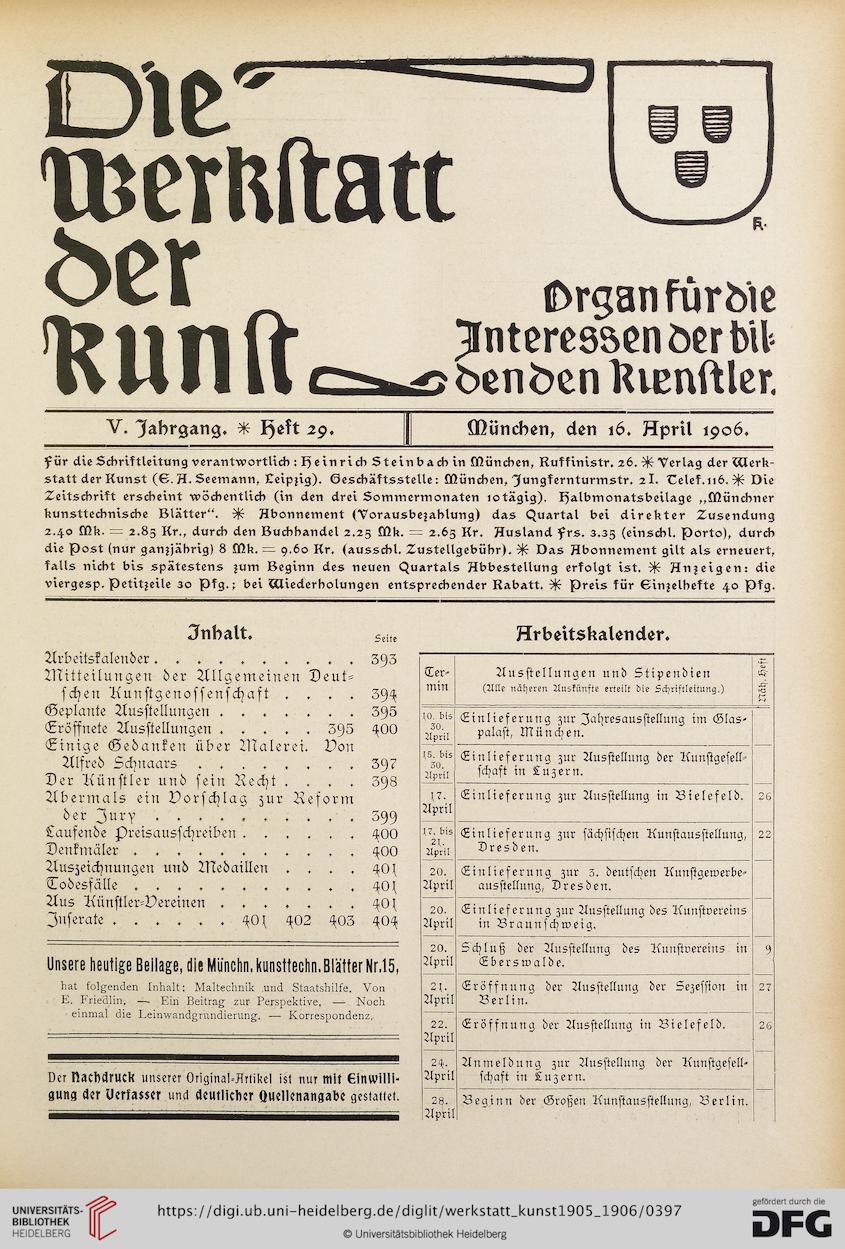 Die
Werkstatt
der
Kunst
Organ für die
Interessen der bil-
denden Kuenstler.
V. Jahrgang. ✳ Heft 29.
München, den 16. April 1906.
Für die Schriftleitung verantwortlich: Heinrich Steinbach in München, Ruffinistr. 26. ✳ Verlag der Werk-
statt der Kunst (E. A. Seemann, Leipzig). Geschäftsstelle: München, Jungfernturmstr. 2 I. Telef. 116. ✳ Die
Zeitschrift erscheint wöchentlich (in den drei Sommermonaten 10tägig). Halbmonatsbeilage „Münchner
kunsttechnische Blätter“. ✳ Abonnement (Vorausbezahlung) das Quartal bei direkter Zusendung
2.40 Mk. = 2.85 Kr., durch den Buchhandel 2.25 Mk. = 2.65 Kr. Ausland Frs. 3.35 (einschl. Porto), durch
die Post (nur ganzjährig) 8 Mk. = 9.60 Kr. (ausschl. Zustellgebühr). ✳ Das Abonnement gilt als erneuert,
falls nicht bis spätestens zum Beginn des neuen Quartals Abbestellung erfolgt ist. ✳ Anzeigen: die
viergesp. Petitzeile 30 Pfg.; bei Wiederholungen entsprechender Rabatt. ✳ Preis für Einzelhefte 40 Pfg.
Inhalt.
Seite
Arbeitskalender . . . . . . . . . . 393
Mitteilungen der Allgemeinen Deut-
schen Kunstgenossenschaft . . . . 394
Geplante Ausstellungen . . . . . . . 395
Eröffnete Ausstellungen . . . . . 395 400
Einige Gedanken über Malerei. Von
Alfred Schnaars . . . . . . . . 397
Der Künstler und sein Recht . . . . 398
Abermals ein Vorschlag zur Reform
der Jury . . . . . . . . . . 399
Laufende Preisausschreiben . . . . . . 400
Denkmäler . . . . . . . . . . . 400
Auszeichnungen und Medaillen . . . . 401
Todesfälle . . . . . . . . . . . 401
Aus Künstler-Vereinen . . . . . . . 401
Inserate . . . . . . 401 402 403 404
Unsere heutige Beilage, die Münchn. kunsttechn. Blätter Nr. 15,
hat folgenden Inhalt: Maltechnik und Staatshilfe. Von
E. Friedlin. — Ein Beitrag zur Perspektive. — Noch
einmal die Leinwandgrundierung. — Korrespondenz.
Der Nachdruck unserer Original-Artikel ist nur mit Einwilli-
gung der Verfasser und deutlicher Quellenangabe gestattet.
Arbeitskalender.
Ter-
min
Ausstellungen und Stipendien
(Alle näheren Auskünfte erteilt die Schriftleitung.)
Näh. Heft
10. bis
30.
April
Einlieferung zur Jahresausstellung im Glas-
palast, München.
15. bis
30.
April
Einlieferung zur Ausstellung der Kunstgesell-
schaft in Luzern.
17.
April
Einlieferung zur Ausstellung in Bielefeld. 26
17. bis
21.
April
Einlieferung zur sächsischen Kunstausstellung, 22
Dresden.
20.
April
Einlieferung zur 3. deutschen Kunstgewerbe-
ausstellung, Dresden.
20.
April
Einlieferung zur Ausstellung des Kunstvereins
in Braunschweig.
20.
April
Schluß der Ausstellung des Kunstvereins in 9
Eberswalde.
21.
April
Eröffnung der Ausstellung der Sezession in 27
Berlin.
22.
April
Eröffnung der Ausstellung in Bielefeld. 26
24.
April
Anmeldung zur Ausstellung der Kunstgesell-
schaft in Luzern.
28.
April
Beginn der Großen Kunstausstellung, Berlin.
UNIVERSITÄTS-
BIBLIOTHEK
HEIDELBERG
https://digi.ub.uni-heidelberg.de/diglit/werkstatt_kunst1905_1906/0397
© Universitätsbibliothek Heidelberg
gefördert durch die
DFG